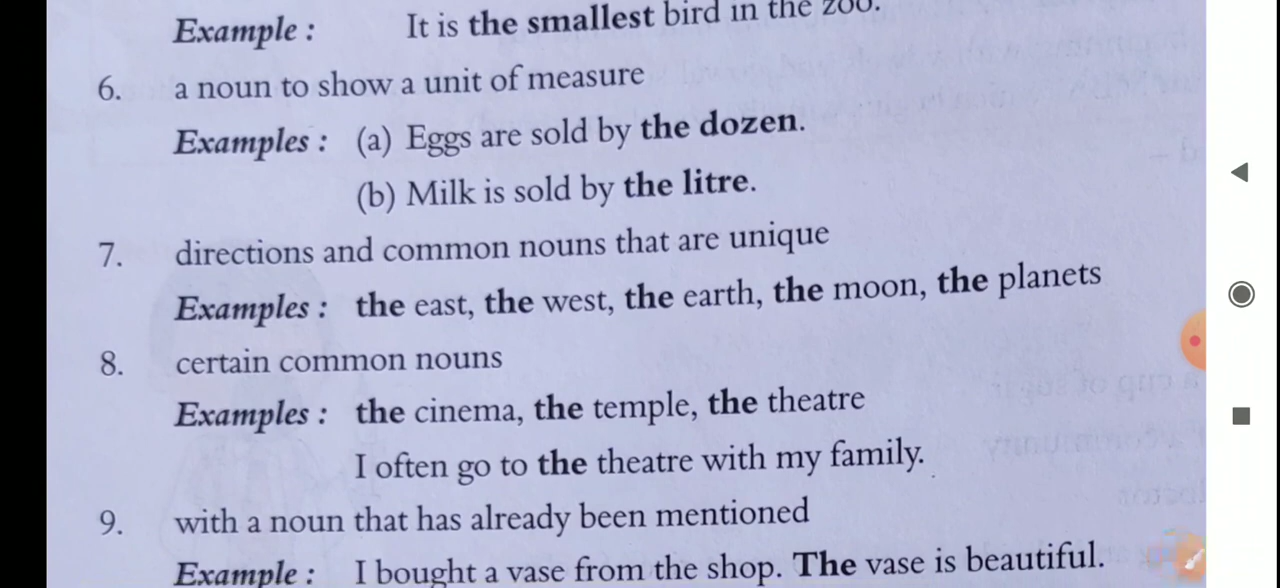 Example : It is the smallest bird in the zoo.
6. a noun to show a unit of measure
Examples : (a) Eggs are sold by the dozen.
(b) Milk is sold by the litre.
7. directions and common nouns that are unique
Examples : the east, the west, the earth, the moon, the planets
8. certain common nouns
Examples : the cinema, the temple, the theatre
I often go to the theatre with my family.
9. with a noun that has already been mentioned
Example : I bought a vase from the shop. The vase is beautiful.